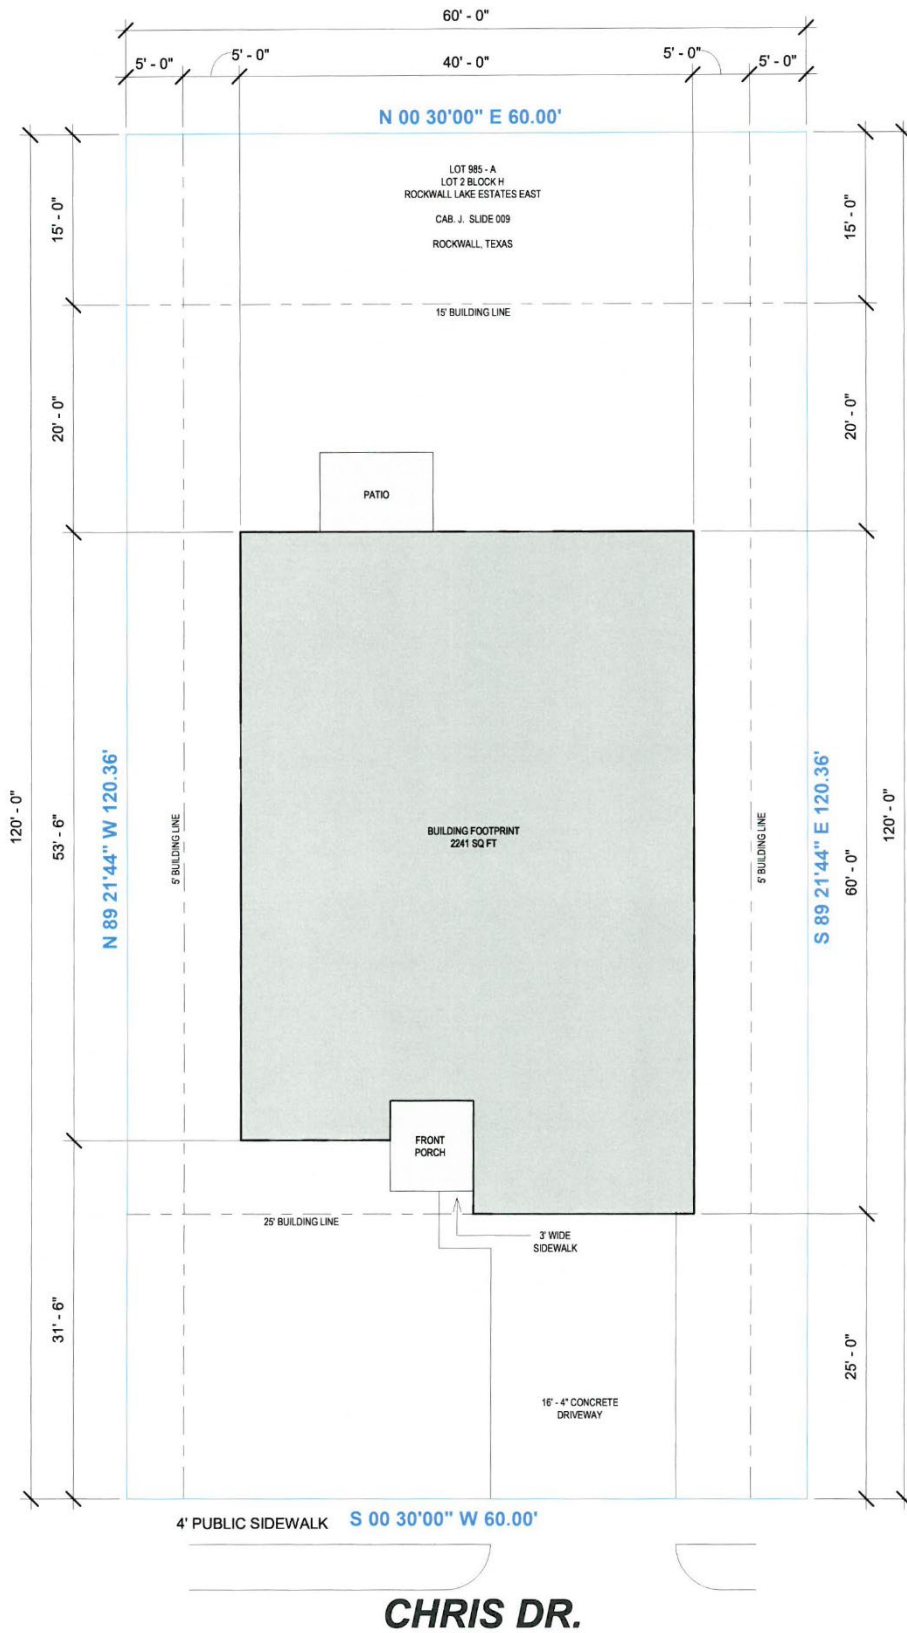 60' - 0"
5' - 0"
5' - 0"
40' - 0"
5' - 0"
5' - 0"
N 00 30'00" E 60.00'
LOT 985 - A
LOT 2 BLOCK H
ROCKWALL LAKE ESTATES EAST
CAB. J. SLIDE 009
ROCKWALL, TEXAS
15' - 0"
15' - 0"
15' BUILDING LINE
20' - 0"
20' - 0"
PATIO
120' - 0"
53' - 6"
N 89 21'44" W 120.36'
5' BUILDING LINE
BUILDING FOOTPRINT
2241 SQ FT
5' BUILDING LINE
S 89 21'44" E 120.36'
60' - 0"
120' - 0"
FRONT
PORCH
25' BUILDING LINE
3' WIDE
SIDEWALK
31' - 6"
25' - 0"
16' - 4" CONCRETE
DRIVEWAY
4' PUBLIC SIDEWALK
S 00 30'00" W 60.00'
CHRIS DR.